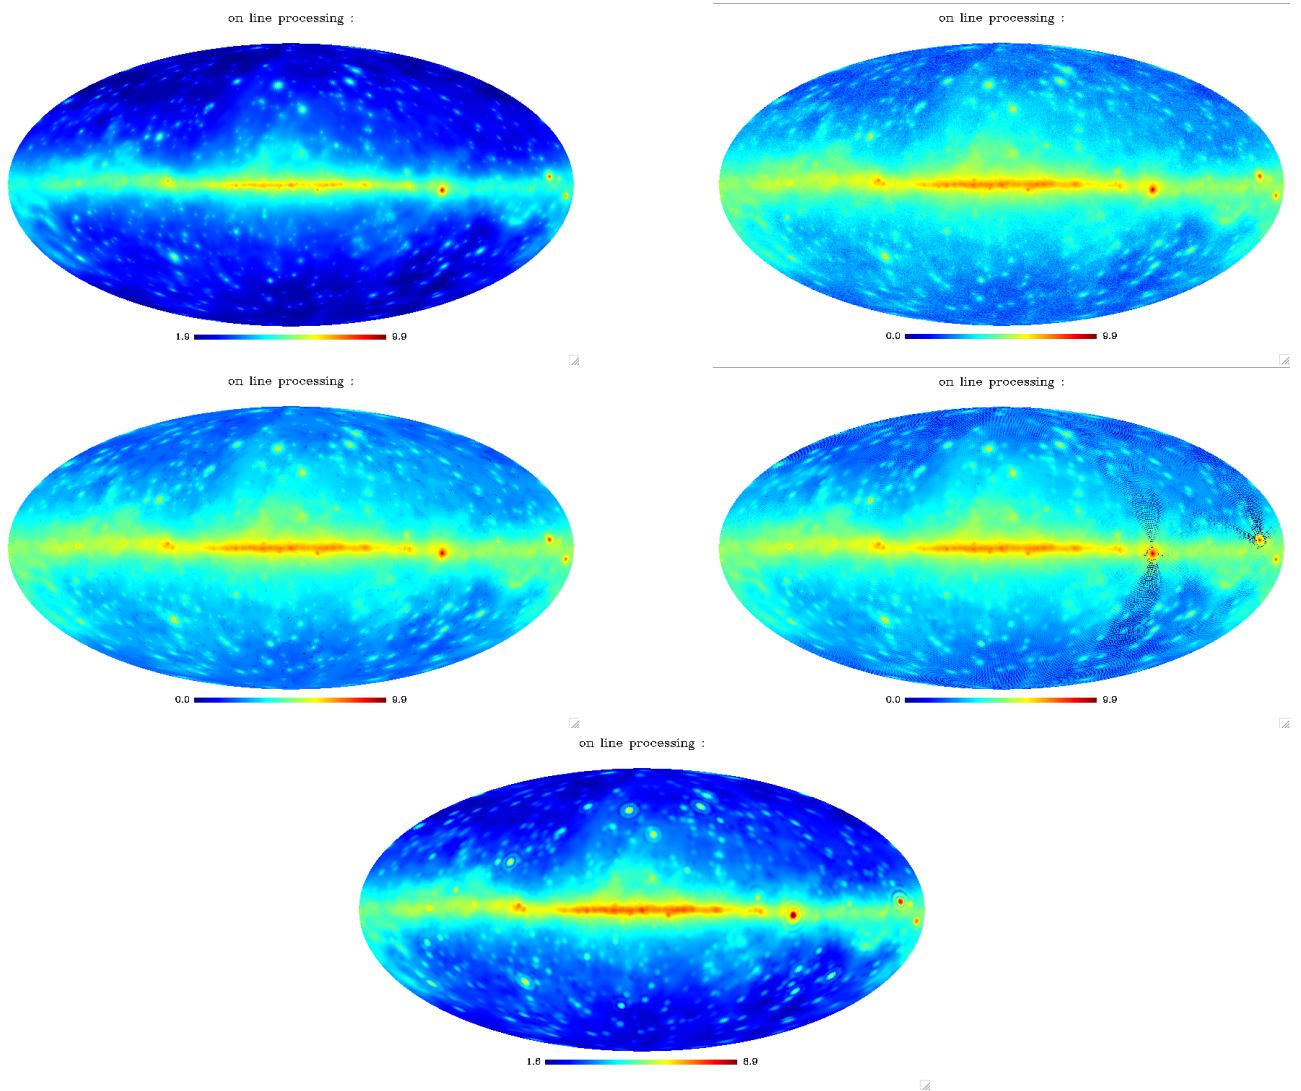 on line processing :
on line processing :
1.9 9.9
0.0 9.9
on line processing :
on line processing :
0.0 9.9
0.0 9.9
on line processing :
1.6 8.9